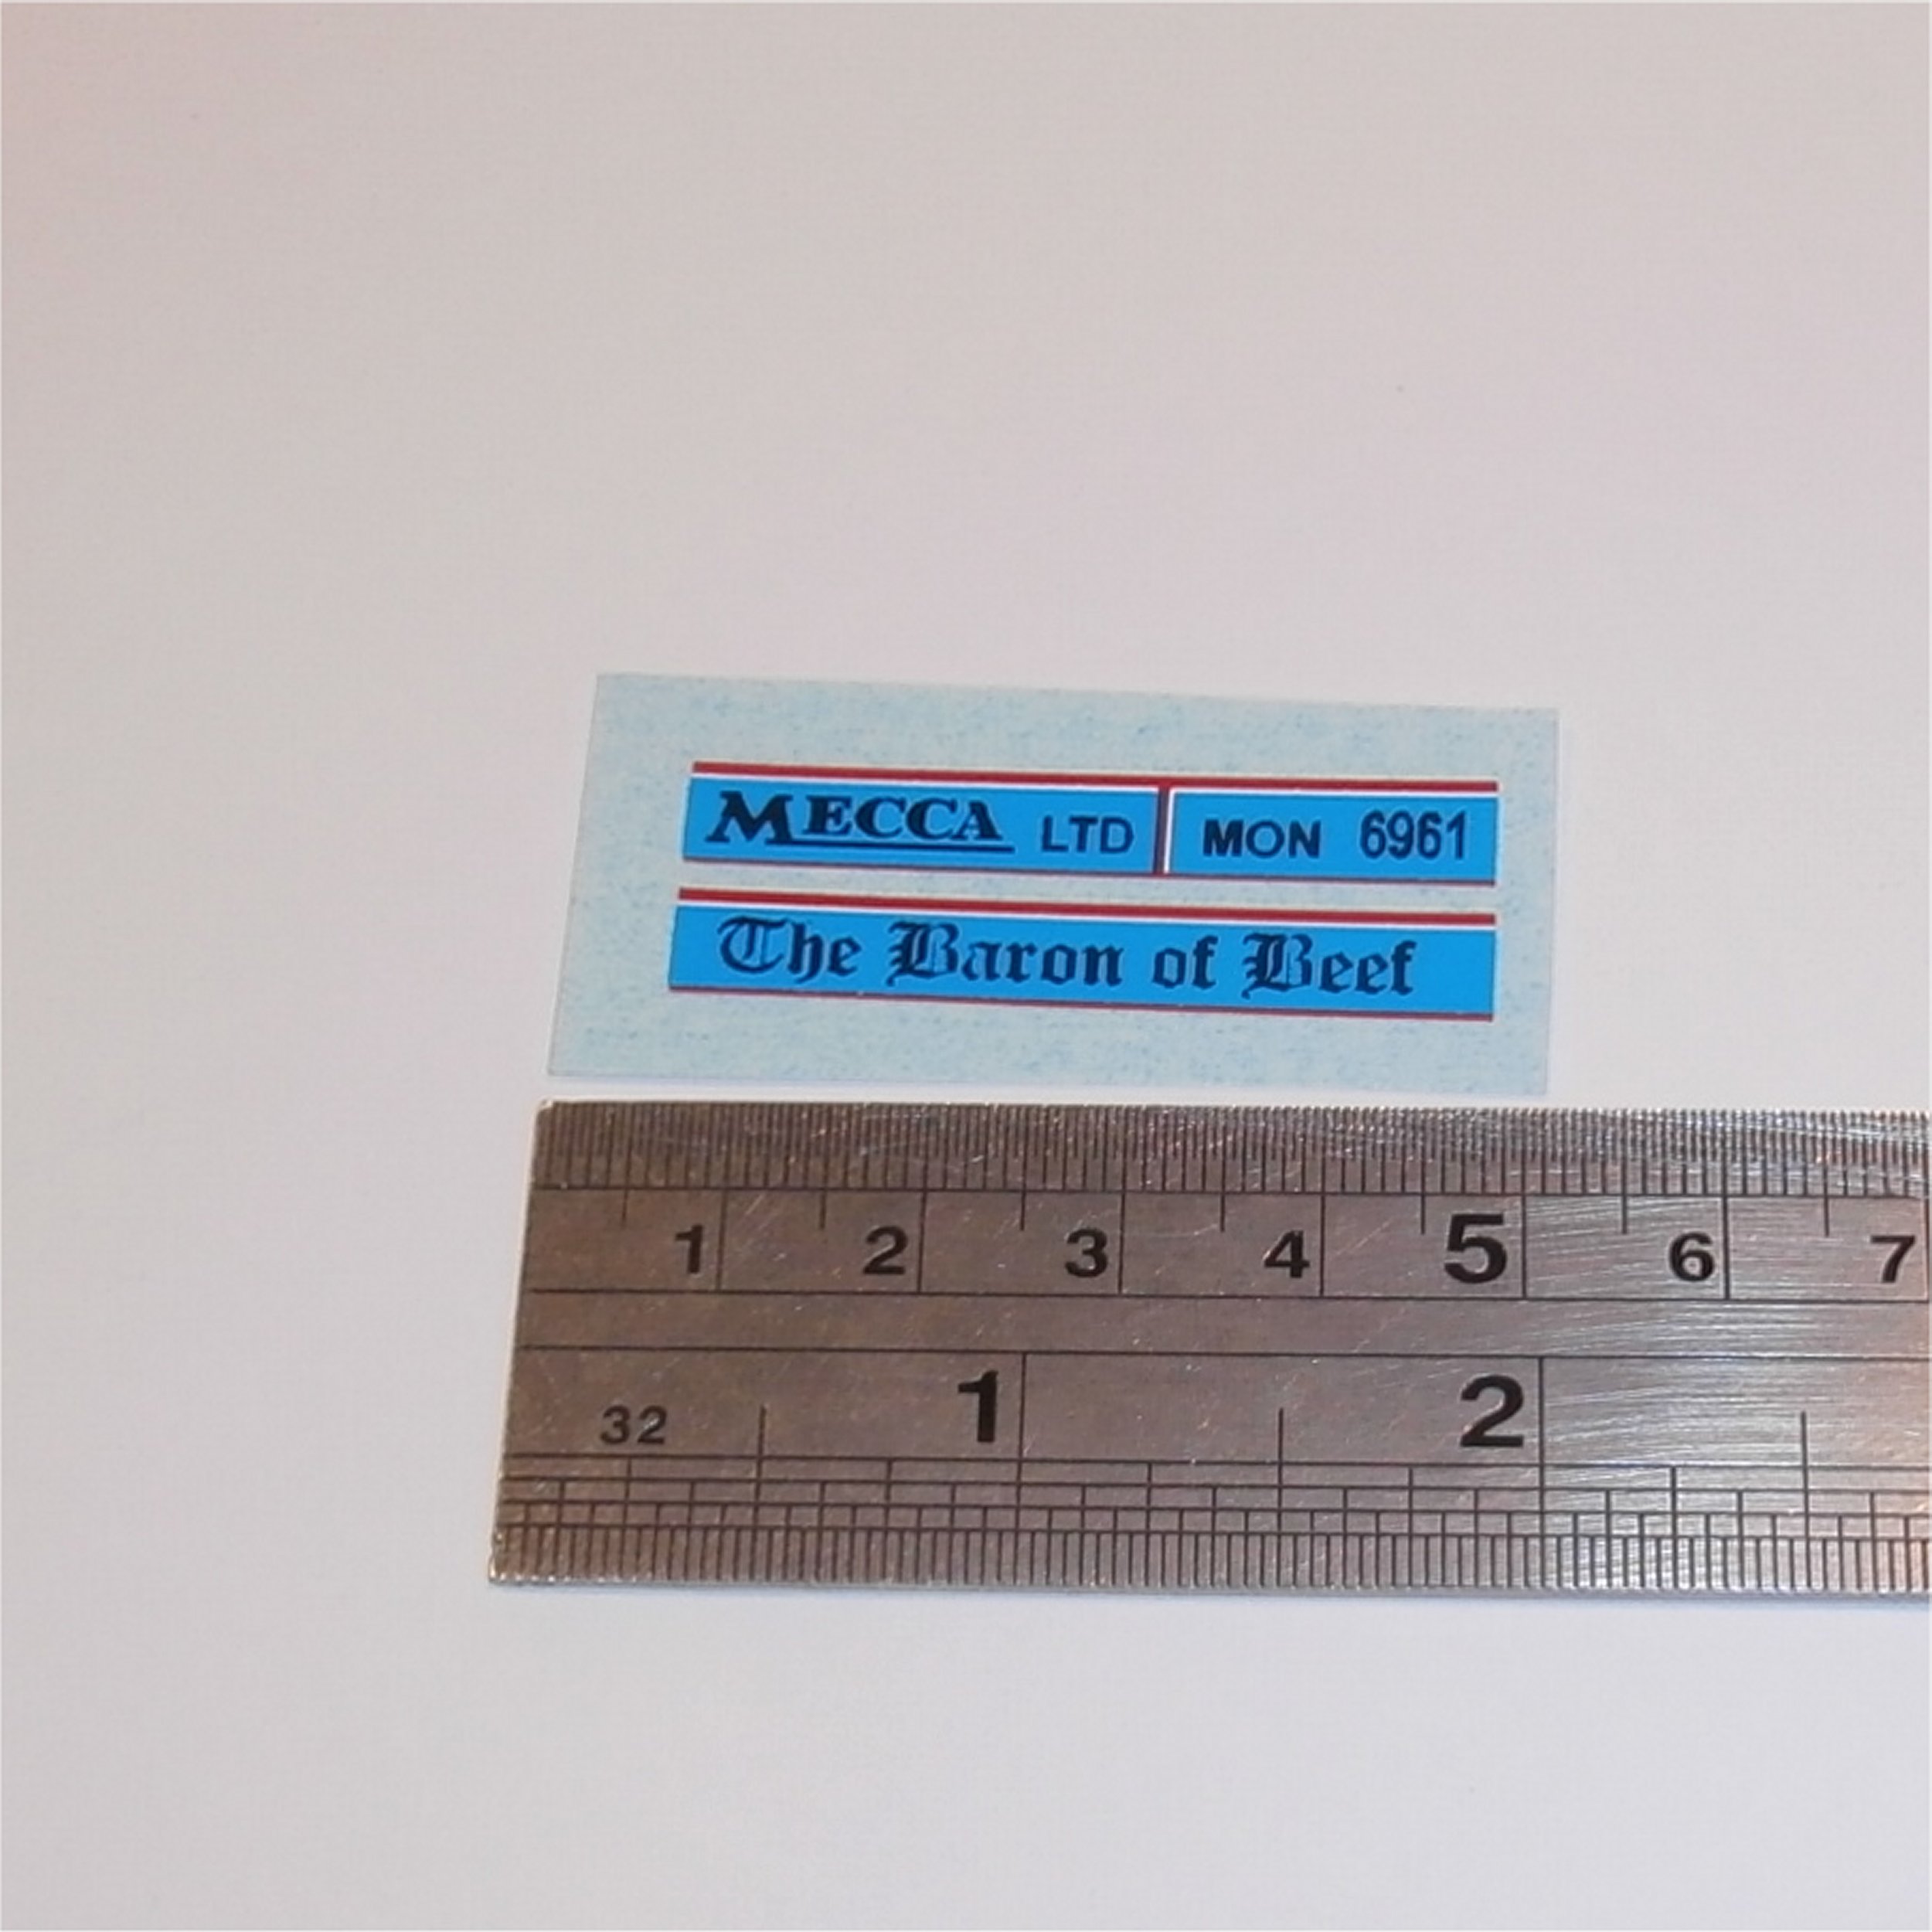 MECCA LTD MON 6961
The Baron of Beef
1 2 3 4 5 6 7
1 2
32